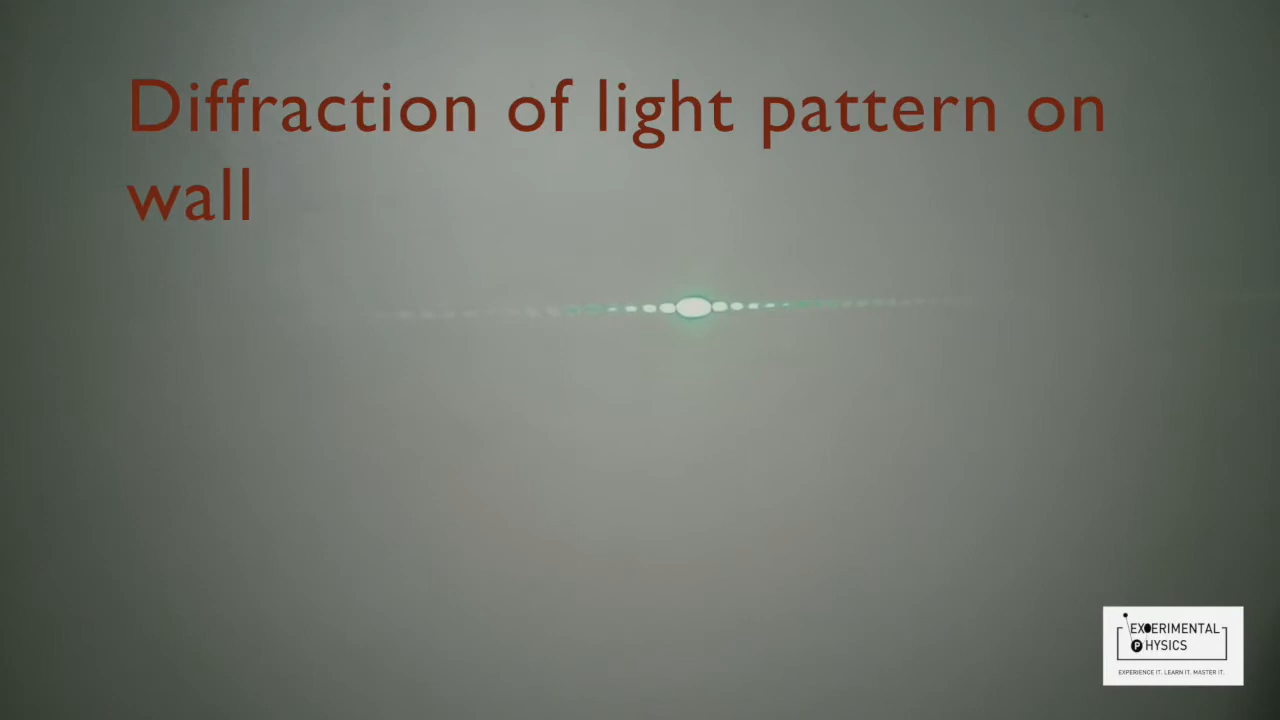 Diffraction of light pattern on
wall
EXPERIMENTAL
PHYSICS
EXPERIENCE IT. LEARN IT. MASTER IT.